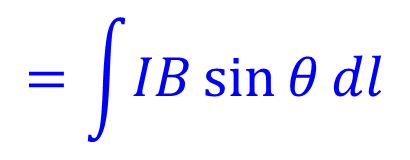 = ∫ IB sin θ dl